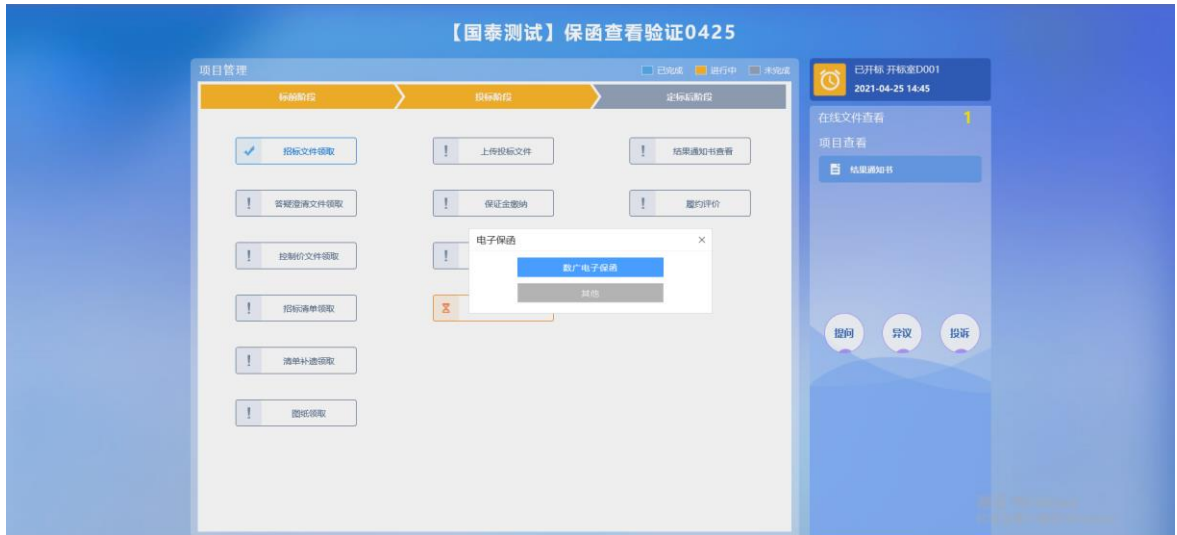 【国泰测试】保函查看验证0425
项目管理
已完成 进行中 未完成
标前阶段 投标阶段 定标后阶段
招标文件领取
答疑澄清文件领取
控制价文件领取
招标清单领取
清单补遗领取
图纸领取
上传投标文件
保证金缴纳
结果通知书查看
履约评价
电子保函 ×
数广电子保函
其他
已开标 开标室D001
2021-04-25 14:45
在线文件查看 1
项目查看
结果通知书
提问 异议 投诉